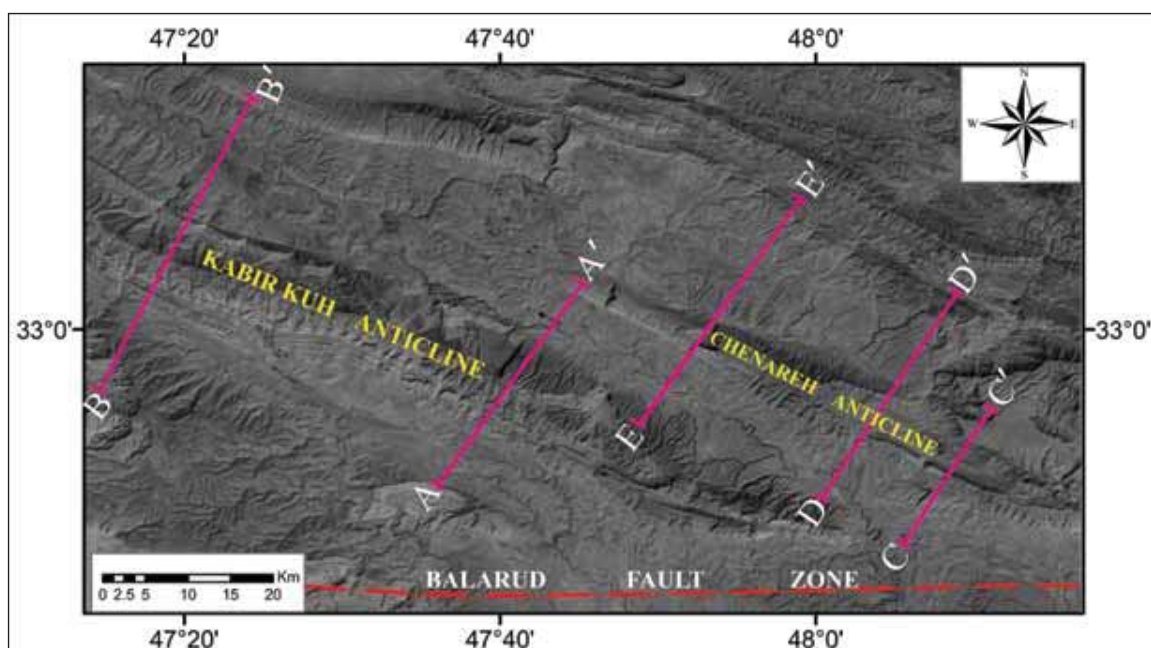 47°20' 47°40' 48°0'
N
W E
S
B'
E'
A'
D'
KABIR KUH ANTICLINE
33°0' 33°0'
CHENAREH ANTICLINE
B
C'
E
A
D
C
Km
0 2.5 5 10 15 20
BALARUD FAULT ZONE
47°20' 47°40' 48°0'